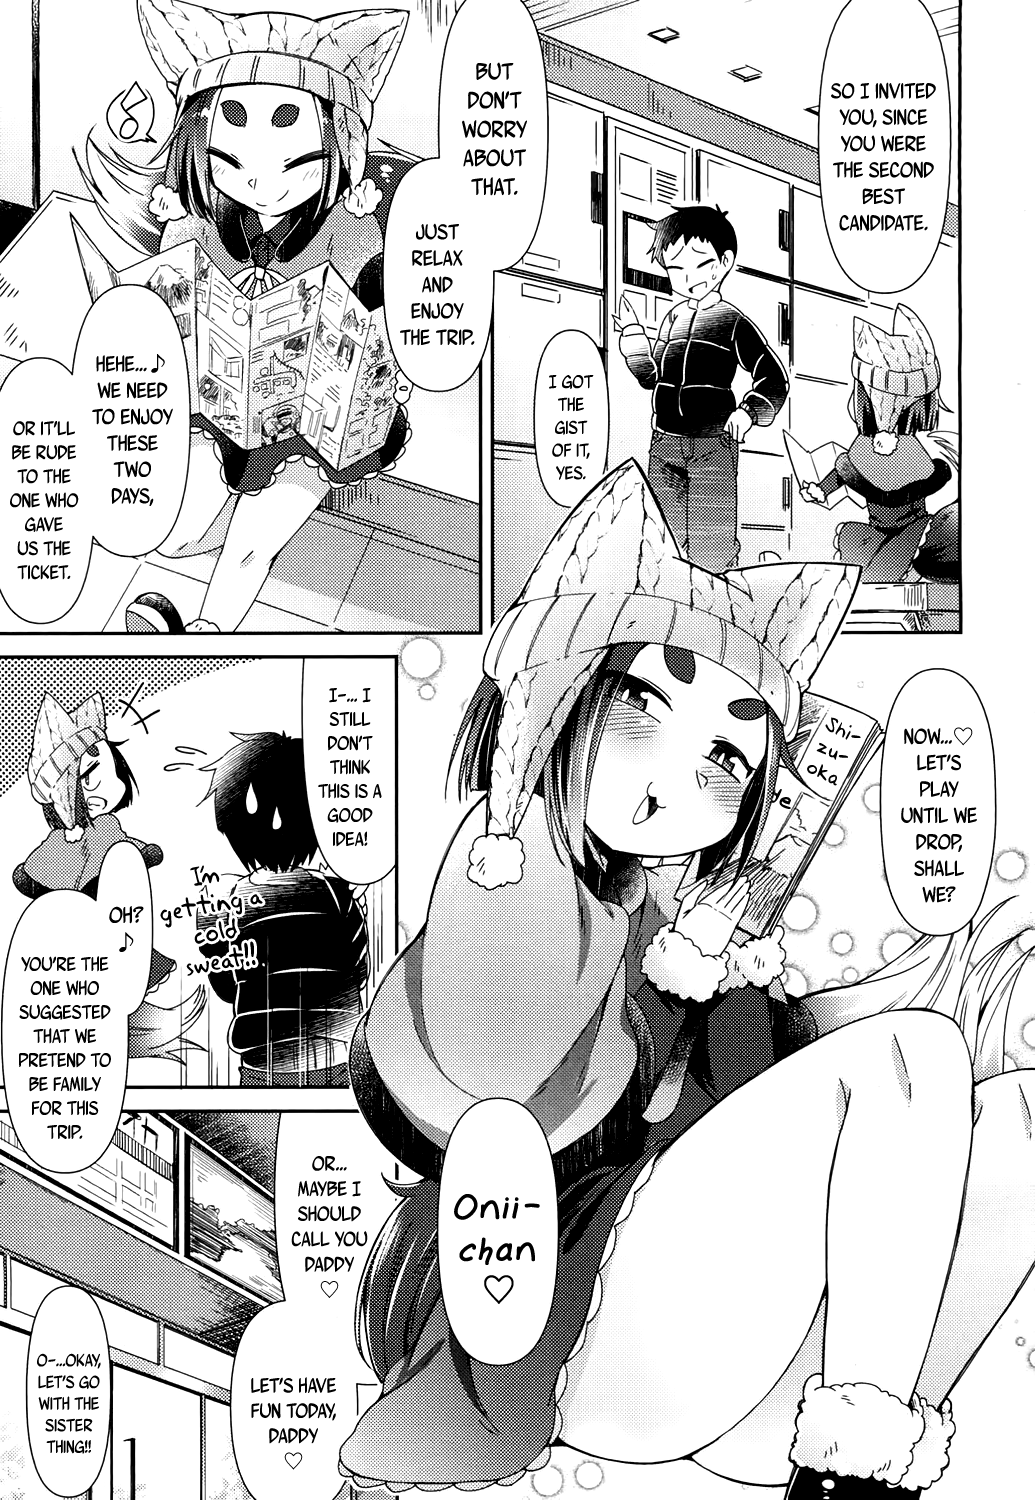 SO I INVITED
YOU, SINCE
YOU WERE
THE SECOND
BEST
CANDIDATE.
I GOT
THE
GIST
OF IT,
YES.
BUT
DON'T
WORRY
ABOUT
THAT.
JUST
RELAX
AND
ENJOY
THE TRIP.
HEHE...♪
WE NEED
TO ENJOY
THESE
TWO
DAYS,
OR IT'LL
BE RUDE
TO THE
ONE WHO
GAVE
US THE
TICKET.
NOW...♡
LET'S
PLAY
UNTIL WE
DROP,
SHALL
WE?
Shi-
zu-
oka
Onii-
chan
♡
I-... I
STILL
DON'T
THINK
THIS IS A
GOOD
IDEA!
I'm
getting a
cold
sweat!!
OH?
♪
YOU'RE THE
ONE WHO
SUGGESTED
THAT WE
PRETEND TO
BE FAMILY
FOR THIS
TRIP.
OR...
MAYBE I
SHOULD
CALL YOU
DADDY
♡
LET'S HAVE
FUN TODAY,
DADDY
♡
O-...OKAY,
LET'S GO
WITH THE
SISTER
THING!!